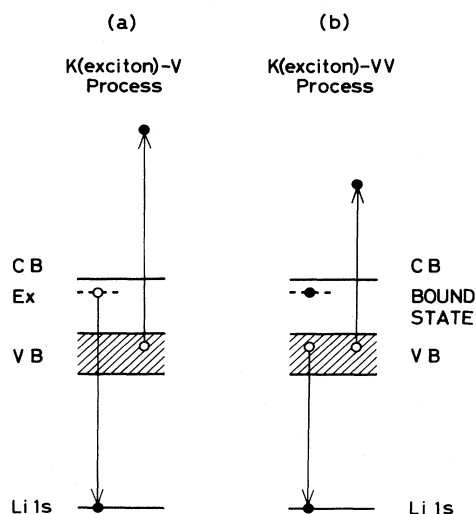 (a)
K(exciton)-V
Process
(b)
K(exciton)-VV
Process
CB
Ex
VB
Li 1s
CB
BOUND
STATE
VB
Li 1s